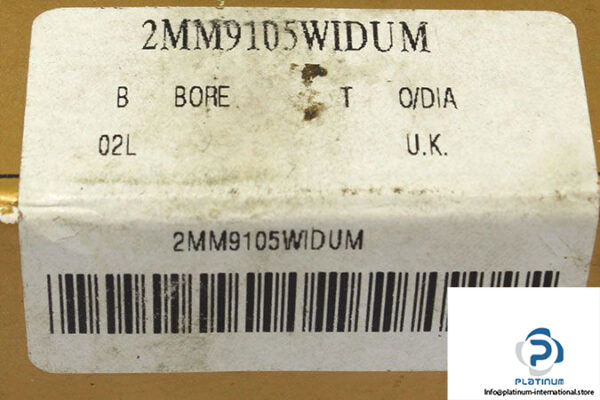 2MM9105WIDUM
B BORE T O/DIA
02L U.K.
2MM9105WIDUM
PLATINUM
info@platinum-international.store